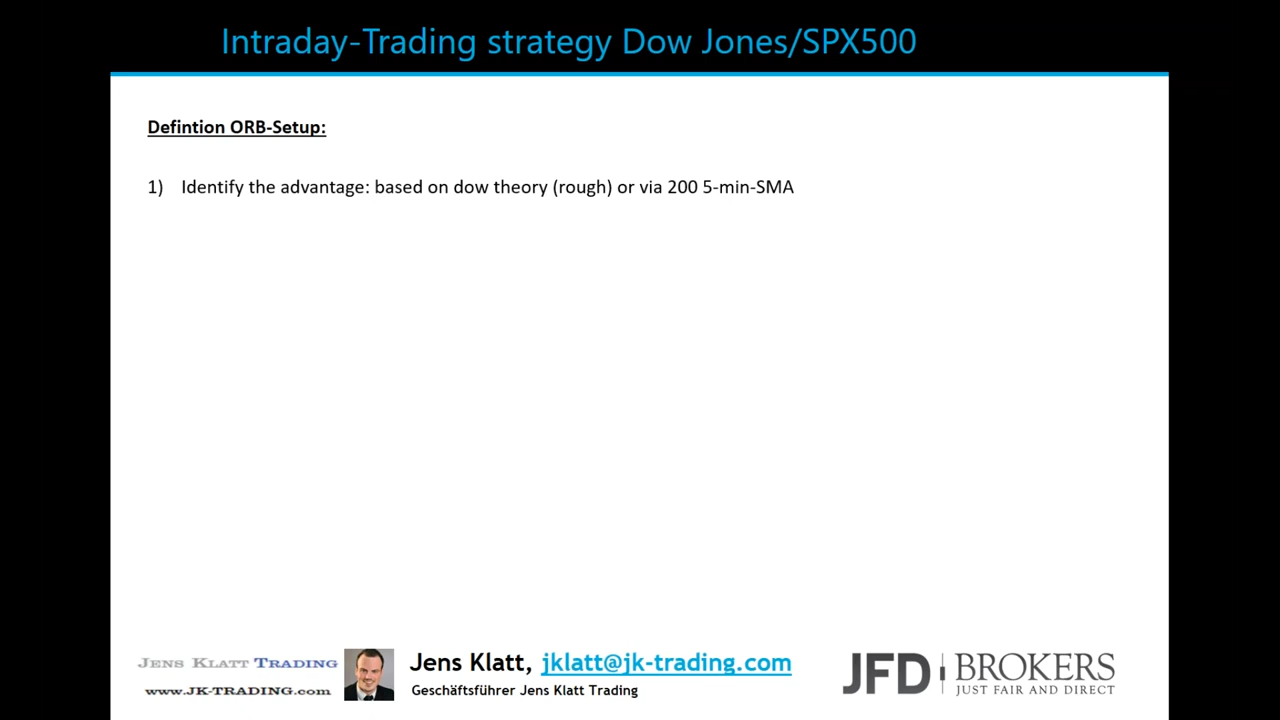 Intraday-Trading strategy Dow Jones/SPX500
Defintion ORB-Setup:
1) Identify the advantage: based on dow theory (rough) or via 200 5-min-SMA
JENS KLATT TRADING
www.JK-TRADING.com
Jens Klatt, jklatt@jk-trading.com
Geschäftsführer Jens Klatt Trading
JFD BROKERS
JUST FAIR AND DIRECT